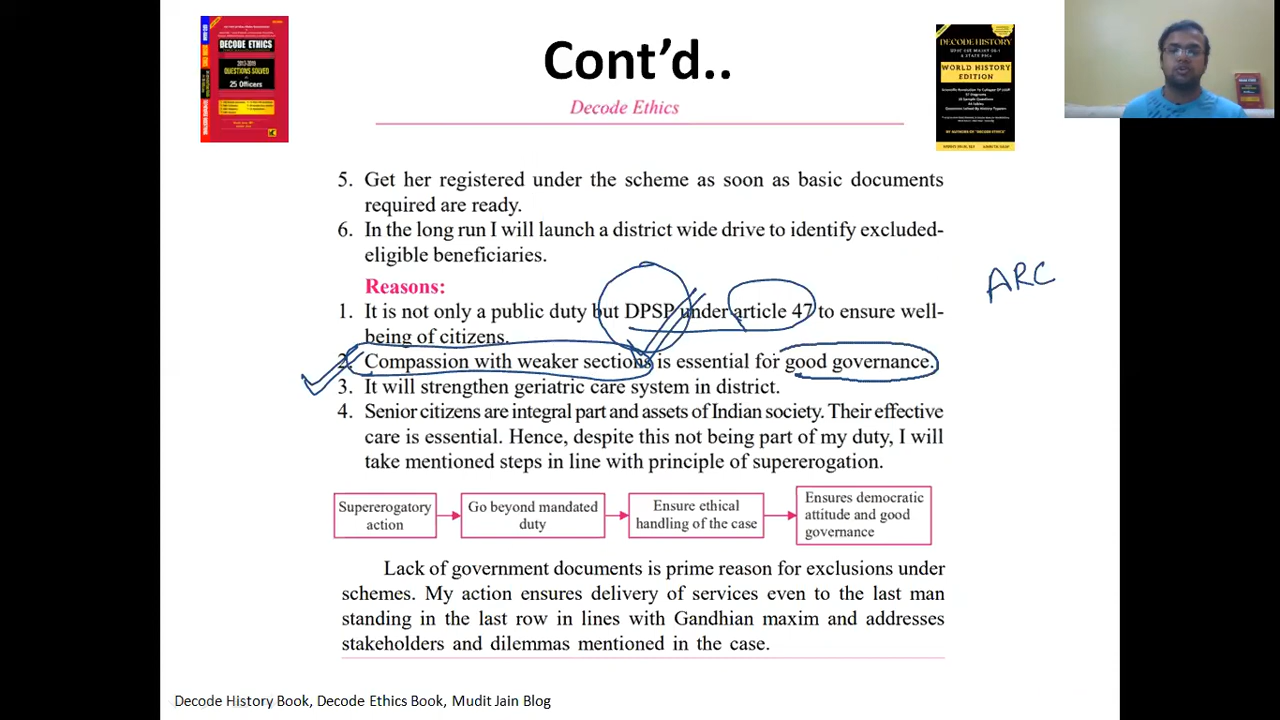 Cont’d..
Decode Ethics
DECODE ETHICS
QUESTIONS SOLVED
25 Officers
DECODE HISTORY
WORLD HISTORY
EDITION
5. Get her registered under the scheme as soon as basic documents
required are ready.
6. In the long run I will launch a district wide drive to identify excluded-
eligible beneficiaries.
Reasons:
ARC
1. It is not only a public duty but DPSP under article 47 to ensure well-
being of citizens.
2. Compassion with weaker sections is essential for good governance.
3. It will strengthen geriatric care system in district.
4. Senior citizens are integral part and assets of Indian society. Their effective
care is essential. Hence, despite this not being part of my duty, I will
take mentioned steps in line with principle of supererogation.
Supererogatory
action
Go beyond mandated
duty
Ensure ethical
handling of the case
Ensures democratic
attitude and good
governance
Lack of government documents is prime reason for exclusions under
schemes. My action ensures delivery of services even to the last man
standing in the last row in lines with Gandhian maxim and addresses
stakeholders and dilemmas mentioned in the case.
Decode History Book, Decode Ethics Book, Mudit Jain Blog